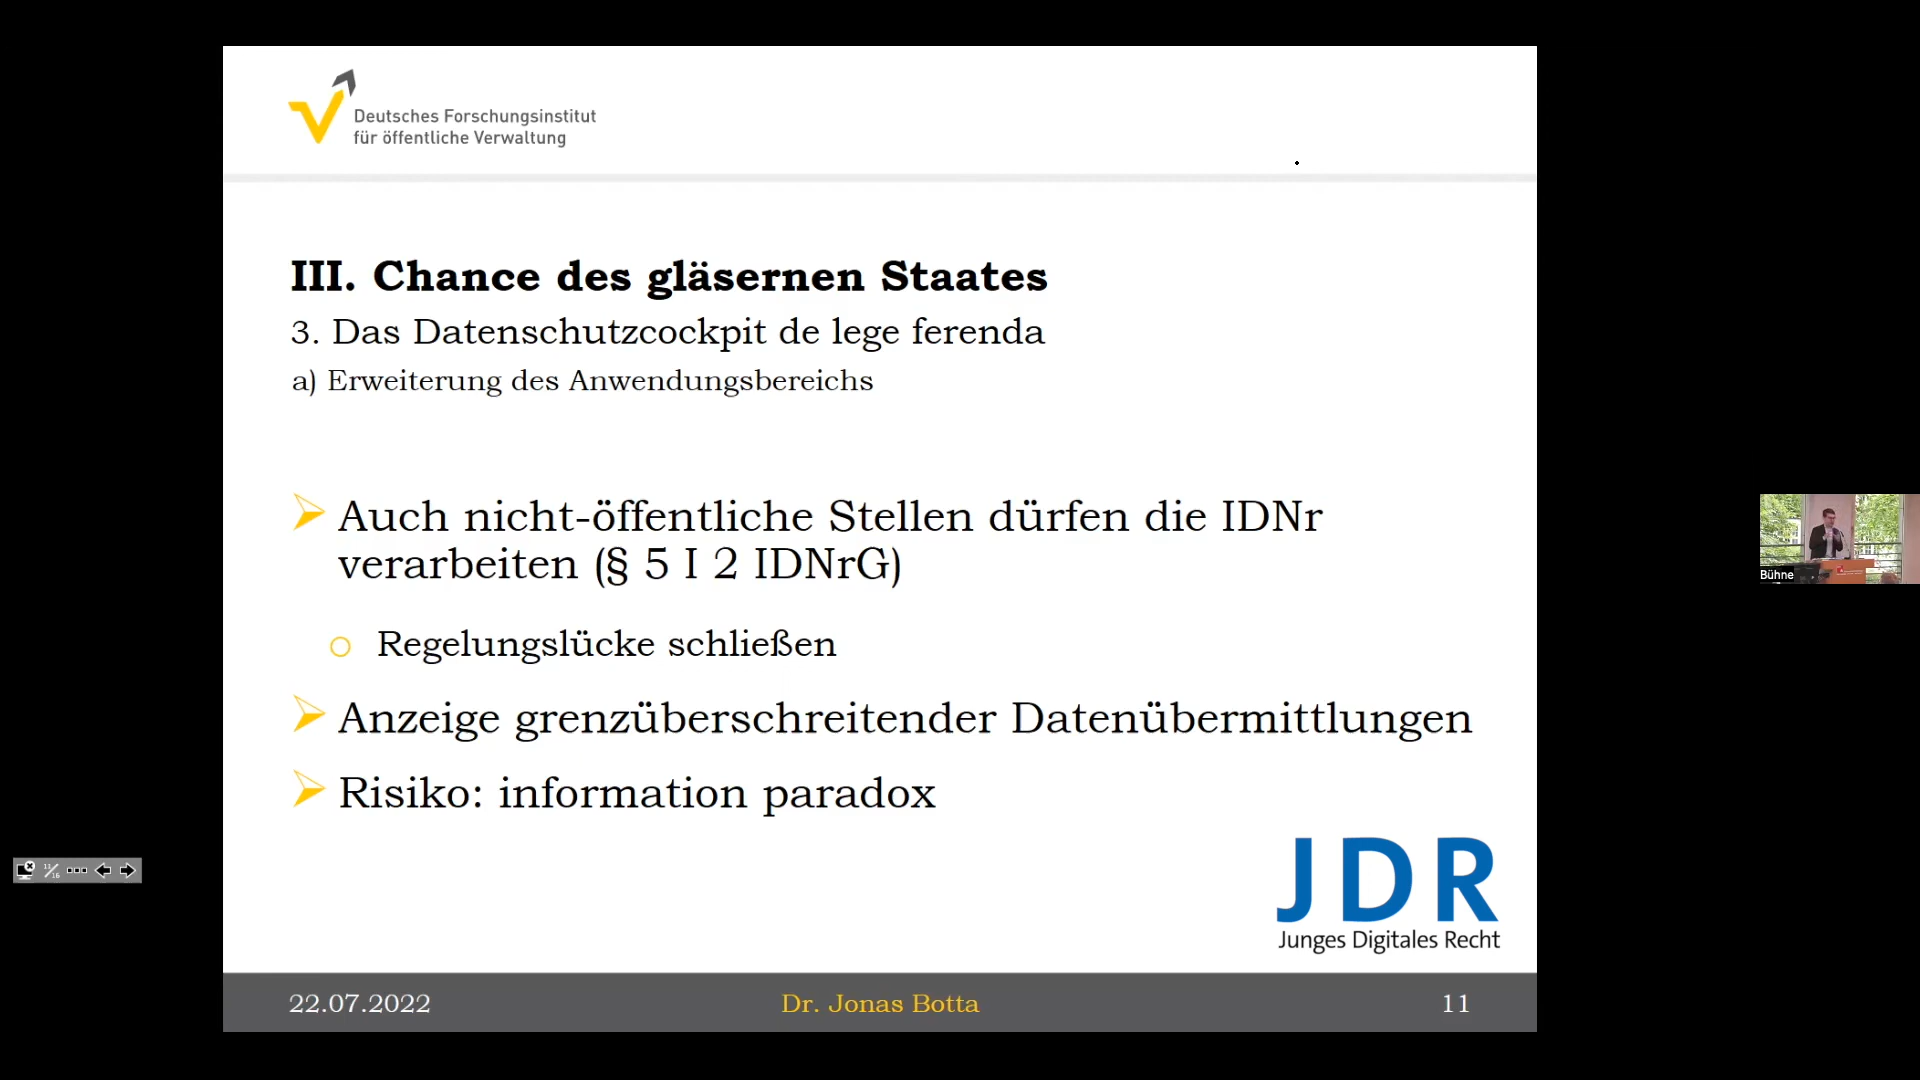 Deutsches Forschungsinstitut
für öffentliche Verwaltung
III. Chance des gläsernen Staates
3. Das Datenschutzcockpit de lege ferenda
a) Erweiterung des Anwendungsbereichs
Auch nicht-öffentliche Stellen dürfen die IDNr
verarbeiten (§ 5 I 2 IDNrG)
Regelungslücke schließen
Anzeige grenzüberschreitender Datenübermittlungen
Risiko: information paradox
JDR
Junges Digitales Recht
22.07.2022
Dr. Jonas Botta
11
Bühne
11/16